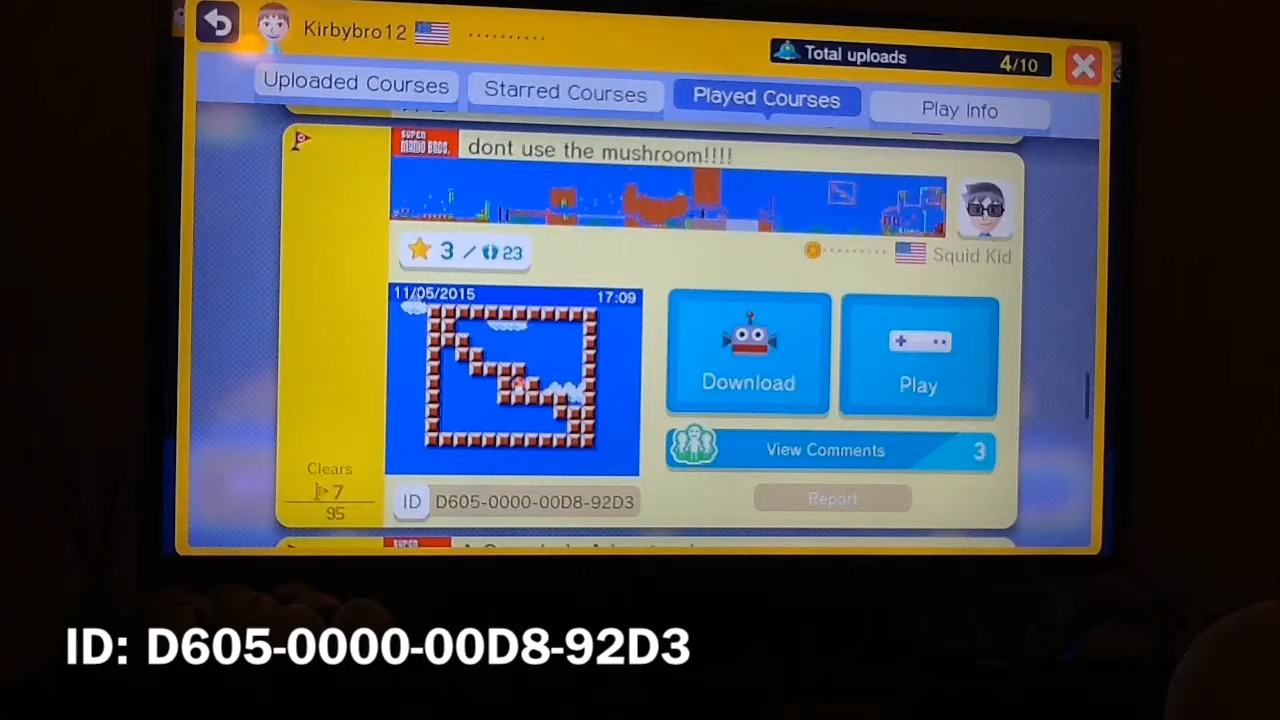 Kirbybro12
Total uploads 4/10
Uploaded Courses
Starred Courses
Played Courses
Play Info
SUPER MARIO BROS.
dont use the mushroom!!!!
3 / 23
Squid Kid
11/05/2015 17:09
Download
Play
View Comments 3
Clears
7
95
ID D605-0000-00D8-92D3
Report
SUPER
ID: D605-0000-00D8-92D3